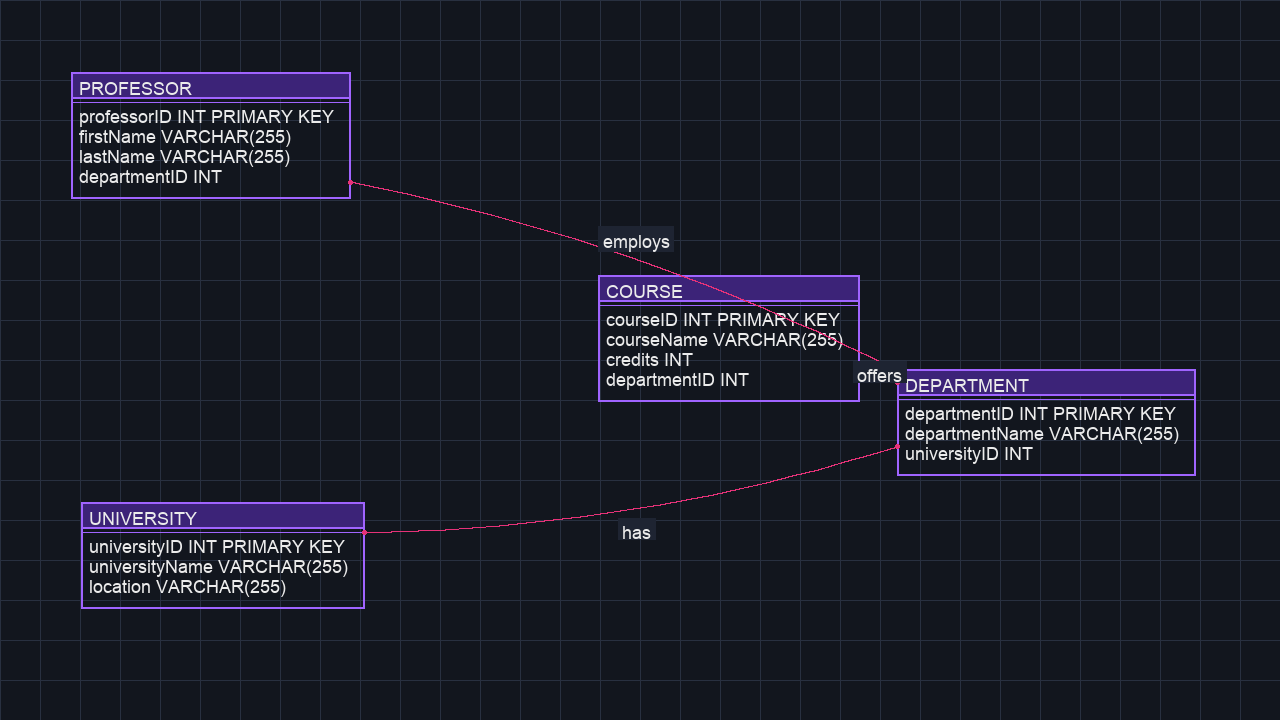 PROFESSOR
professorID INT PRIMARY KEY
firstName VARCHAR(255)
lastName VARCHAR(255)
departmentID INT
employs
COURSE
courseID INT PRIMARY KEY
courseName VARCHAR(255)
credits INT
departmentID INT
offers
DEPARTMENT
departmentID INT PRIMARY KEY
departmentName VARCHAR(255)
universityID INT
UNIVERSITY
universityID INT PRIMARY KEY
universityName VARCHAR(255)
location VARCHAR(255)
has